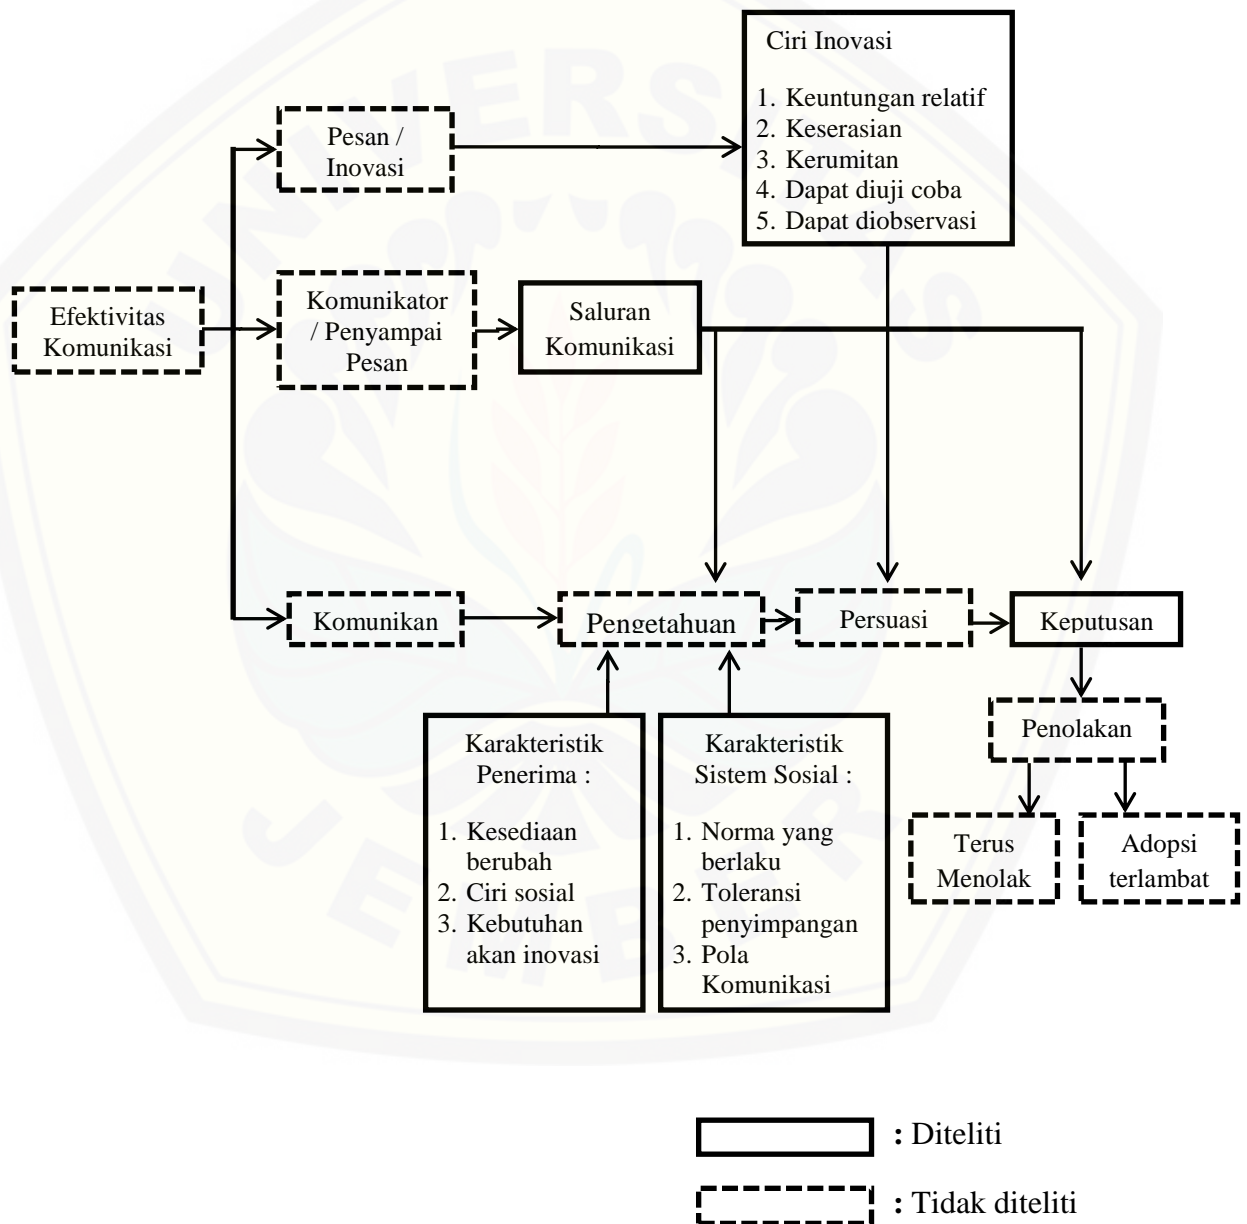 Ciri Inovasi
1. Keuntungan relatif
2. Keserasian
3. Kerumitan
4. Dapat diuji coba
5. Dapat diobservasi
Pesan /
Inovasi
Efektivitas
Komunikasi
Komunikator
/ Penyampai
Pesan
Saluran
Komunikasi
Komunikan
Pengetahuan
Persuasi
Keputusan
Penolakan
Terus
Menolak
Adopsi
terlambat
Karakteristik
Penerima :
1. Kesediaan
berubah
2. Ciri sosial
3. Kebutuhan
akan inovasi
Karakteristik
Sistem Sosial :
1. Norma yang
berlaku
2. Toleransi
penyimpangan
3. Pola
Komunikasi
: Diteliti
: Tidak diteliti
UNIVERSITAS
JEMBER